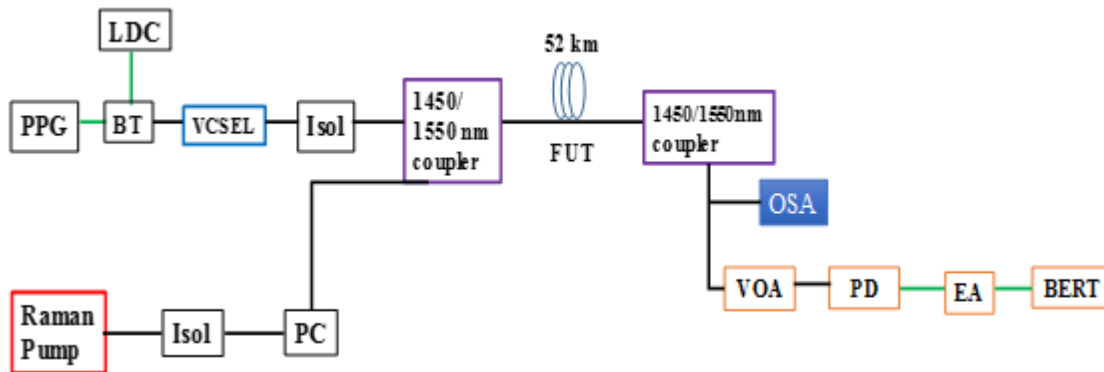 LDC
52 km
PPG
BT
VCSEL
Isol
1450/
1550 nm
coupler
FUT
1450/1550nm
coupler
OSA
VOA
PD
EA
BERT
Raman
Pump
Isol
PC